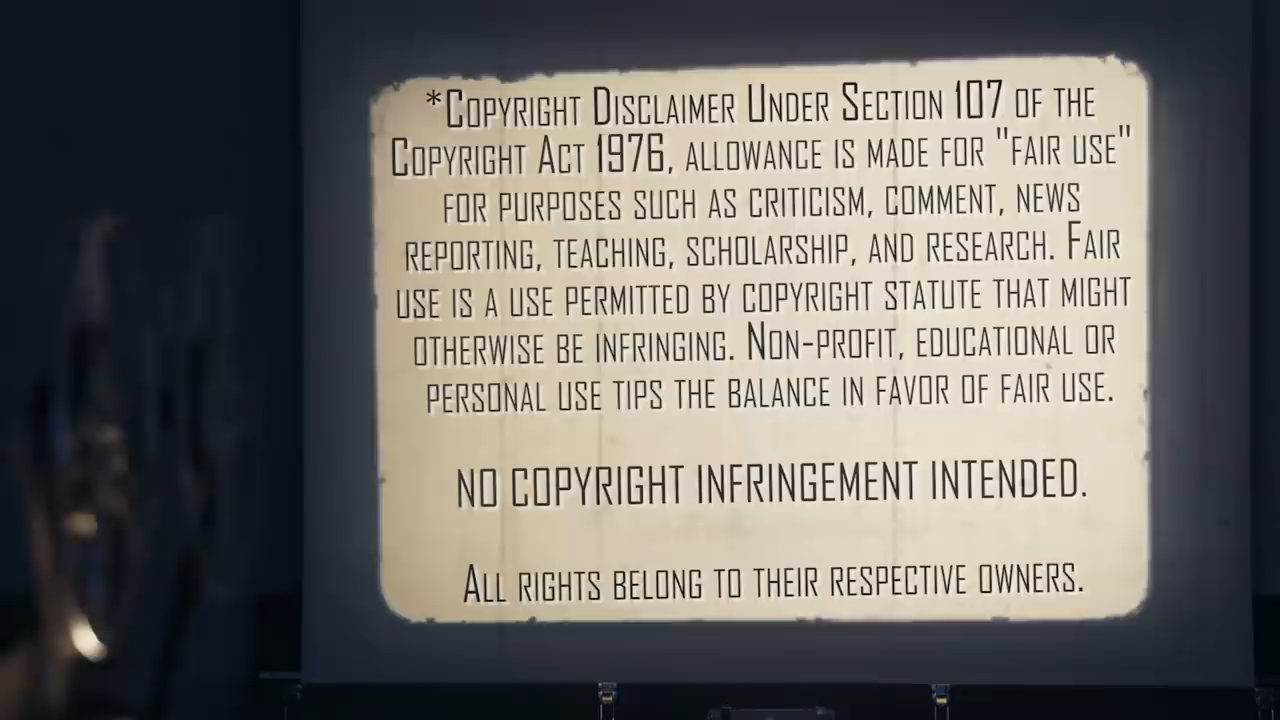 *Copyright Disclaimer Under Section 107 of the
Copyright Act 1976, allowance is made for "fair use"
for purposes such as criticism, comment, news
reporting, teaching, scholarship, and research. Fair
use is a use permitted by copyright statute that might
otherwise be infringing. Non-profit, educational or
personal use tips the balance in favor of fair use.
NO COPYRIGHT INFRINGEMENT INTENDED.
All rights belong to their respective owners.